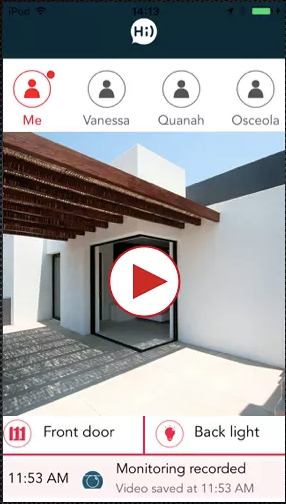 iPod 14:13
Hi)
Me Vanessa Quanah Osceola
Front door Back light
11:53 AM Monitoring recorded
Video saved at 11:53 AM